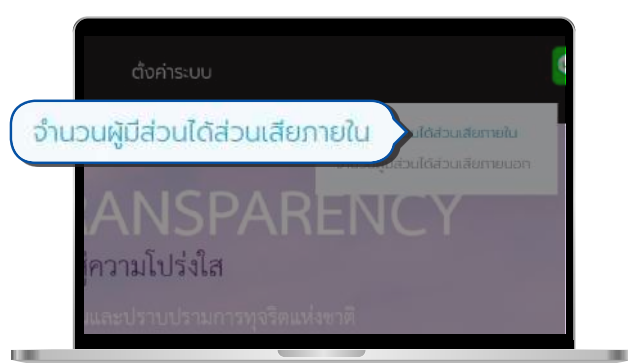 ตั้งค่าระบบ
จำนวนผู้มีส่วนได้ส่วนเสียภายใน
ได้ส่วนเสียภายใน
ส่วนได้ส่วนเสียภายนอก
RANSPARENCY
ความโปร่งใส
และปราบปรามการทุจริตแห่งชาติ